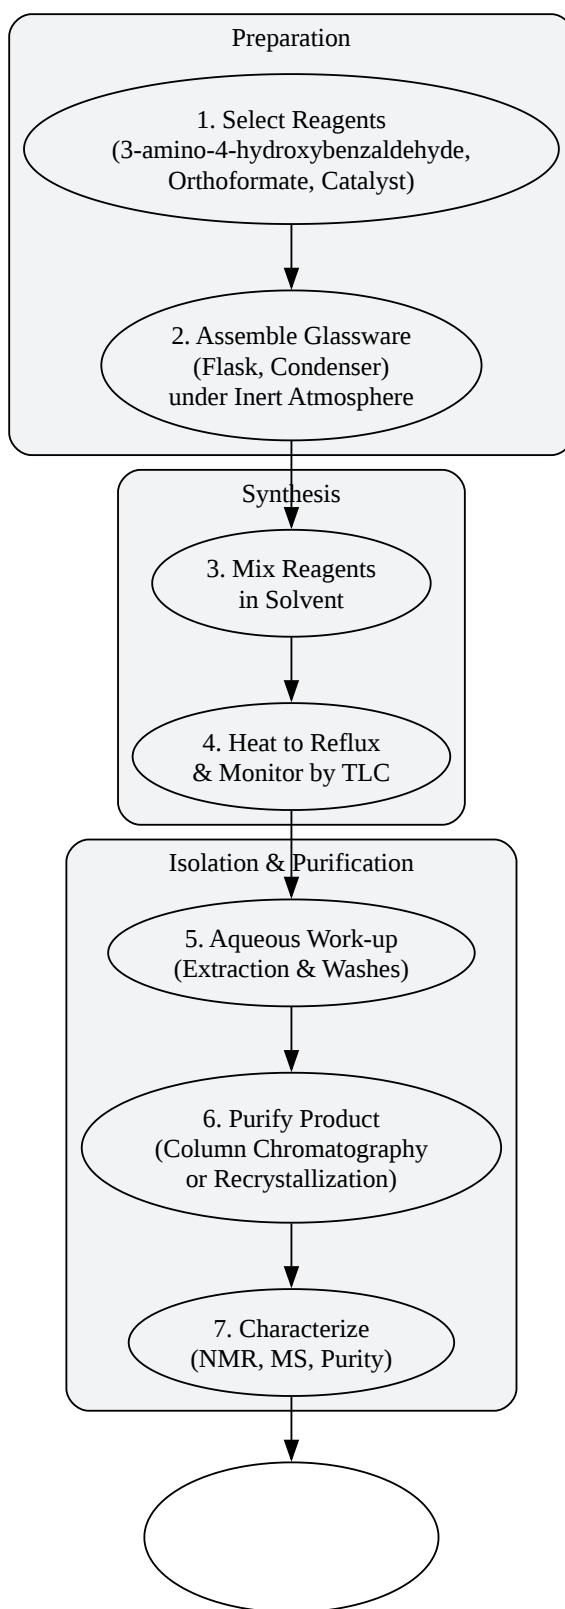 Preparation
1. Select Reagents
(3-amino-4-hydroxybenzaldehyde,
Orthoformate, Catalyst)
2. Assemble Glassware
(Flask, Condenser)
under Inert Atmosphere
Synthesis
3. Mix Reagents
in Solvent
4. Heat to Reflux
& Monitor by TLC
Isolation & Purification
5. Aqueous Work-up
(Extraction & Washes)
6. Purify Product
(Column Chromatography
or Recrystallization)
7. Characterize
(NMR, MS, Purity)